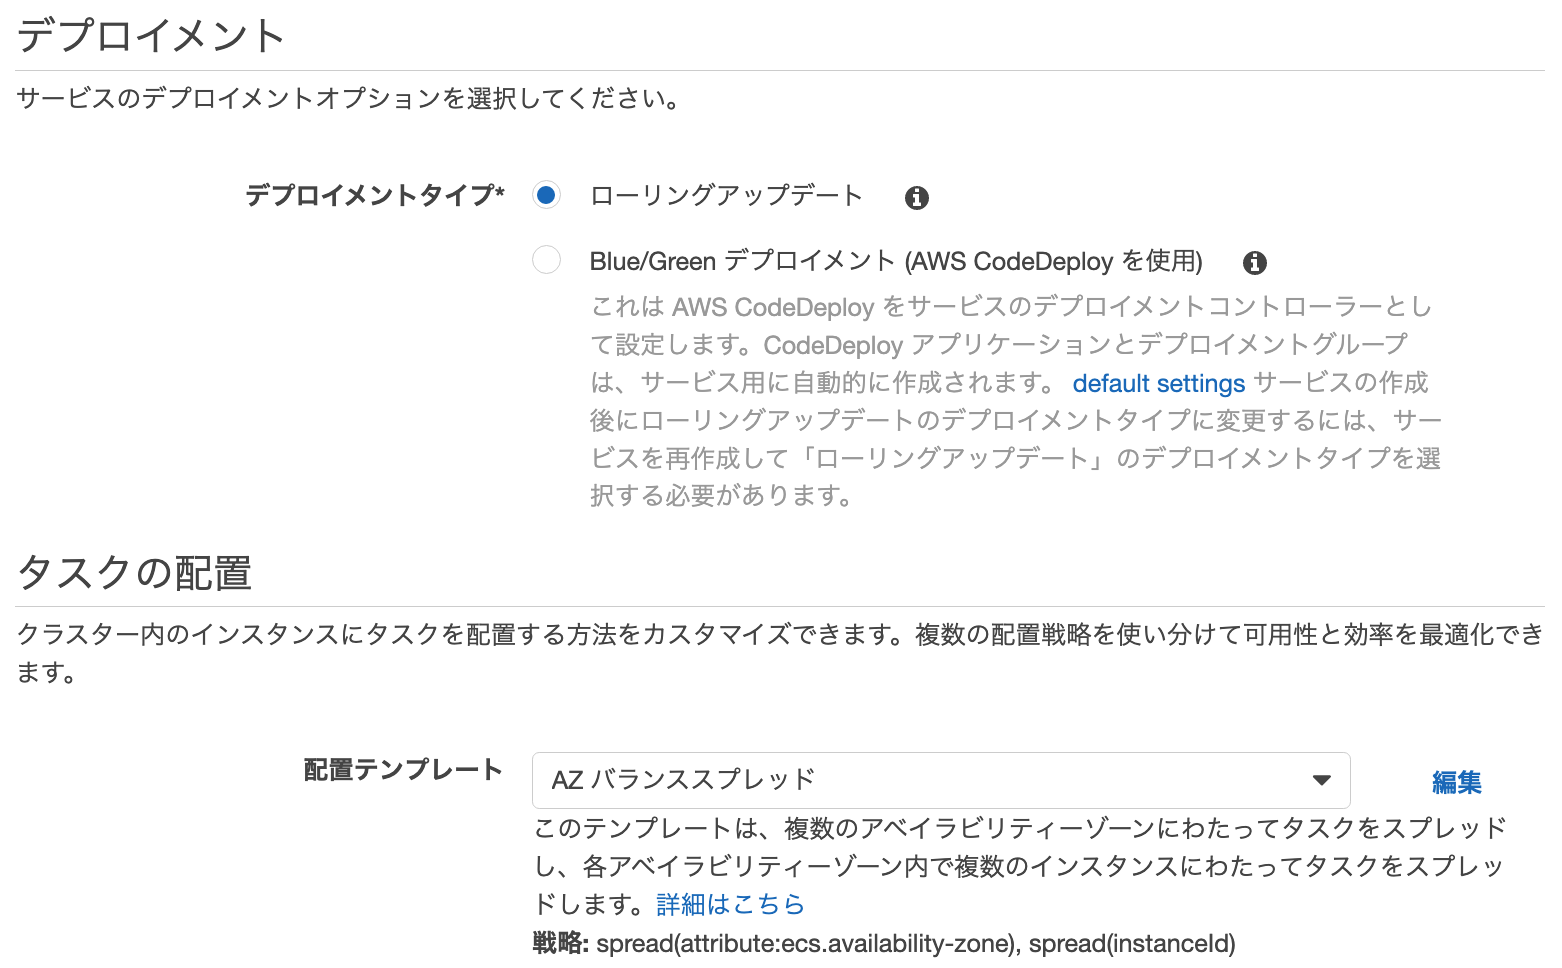 デプロイメント
サービスのデプロイメントオプションを選択してください。
デプロイメントタイプ* ローリングアップデート
Blue/Green デプロイメント (AWS CodeDeploy を使用)
これは AWS CodeDeploy をサービスのデプロイメントコントローラーとし
て設定します。CodeDeploy アプリケーションとデプロイメントグループ
は、サービス用に自動的に作成されます。 default settings サービスの作成
後にローリングアップデートのデプロイメントタイプに変更するには、サー
ビスを再作成して「ローリングアップデート」のデプロイメントタイプを選
択する必要があります。
タスクの配置
クラスター内のインスタンスにタスクを配置する方法をカスタマイズできます。複数の配置戦略を使い分けて可用性と効率を最適化でき
ます。
配置テンプレート AZ バランススプレッド 編集
このテンプレートは、複数のアベイラビリティーゾーンにわたってタスクをスプレッド
し、各アベイラビリティーゾーン内で複数のインスタンスにわたってタスクをスプレッ
ドします。詳細はこちら
戦略: spread(attribute:ecs.availability-zone), spread(instanceId)